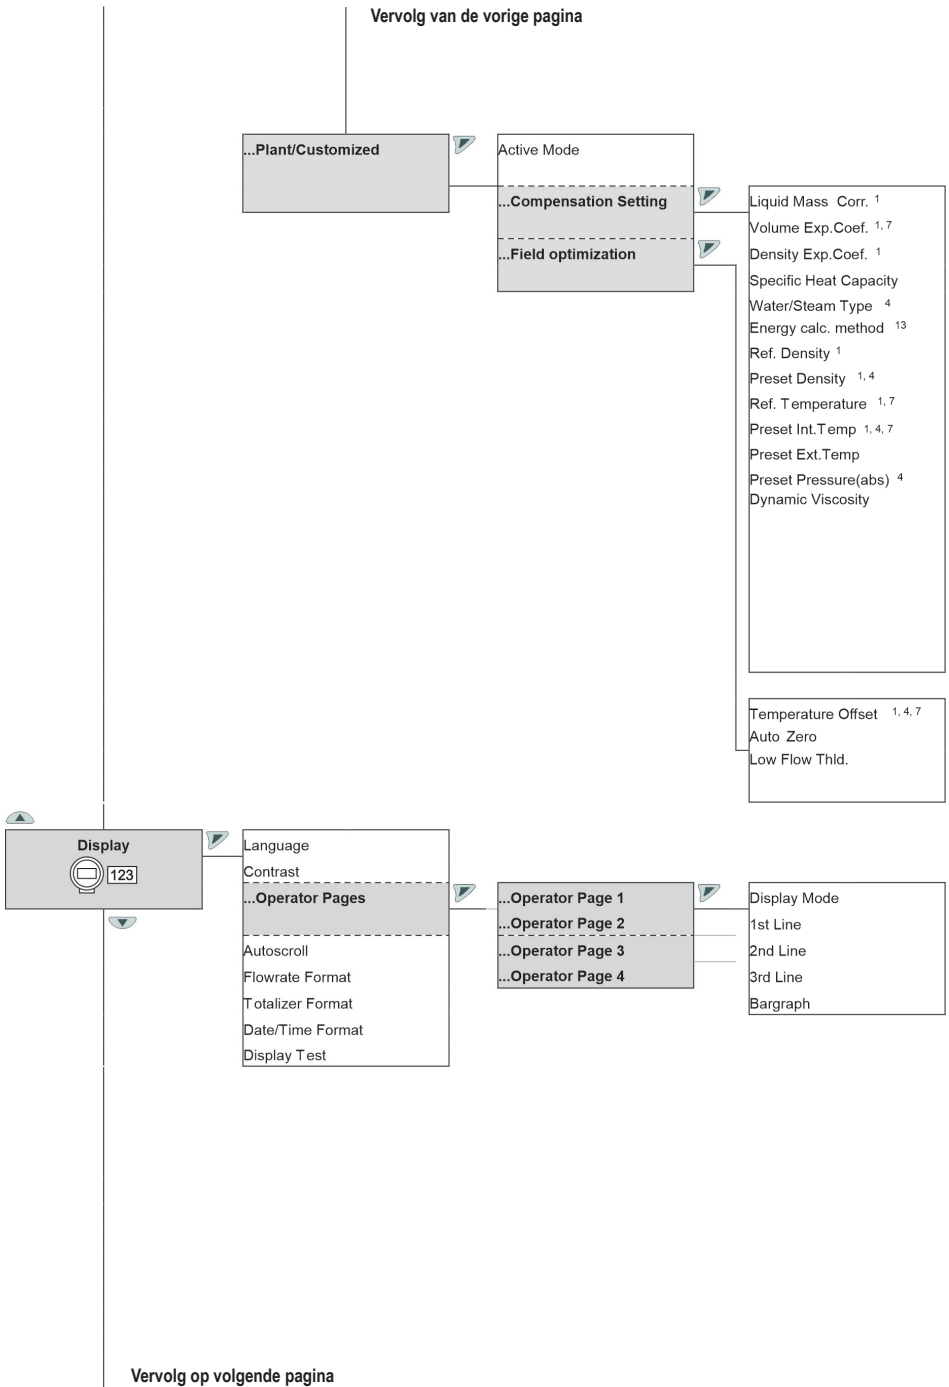 Vervolg van de vorige pagina
...Plant/Customized
Active Mode
...Compensation Setting
...Field optimization
Liquid Mass Corr. 1
Volume Exp.Coef. 1, 7
Density Exp.Coef. 1
Specific Heat Capacity
Water/Steam Type 4
Energy calc. method 13
Ref. Density 1
Preset Density 1, 4
Ref. Temperature 1, 7
Preset Int.Temp 1, 4, 7
Preset Ext.Temp
Preset Pressure(abs) 4
Dynamic Viscosity
Temperature Offset 1, 4, 7
Auto Zero
Low Flow Thld.
Display
123
Language
Contrast
...Operator Pages
Autoscroll
Flowrate Format
Totalizer Format
Date/Time Format
Display Test
...Operator Page 1
...Operator Page 2
...Operator Page 3
...Operator Page 4
Display Mode
1st Line
2nd Line
3rd Line
Bargraph
Vervolg op volgende pagina